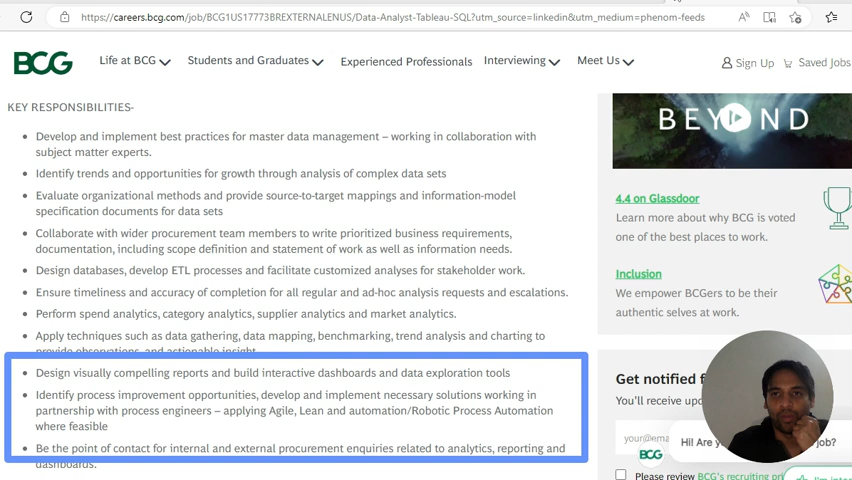 https://careers.bcg.com/job/BCG1US17773BREXTERNALENUS/Data-Analyst-Tableau-SQL?utm_source=linkedin&utm_medium=phenom-feeds
BCG
Life at BCG
Students and Graduates
Experienced Professionals
Interviewing
Meet Us
Sign Up
Saved Jobs
KEY RESPONSIBILITIES-
Develop and implement best practices for master data management – working in collaboration with
subject matter experts.
Identify trends and opportunities for growth through analysis of complex data sets
Evaluate organizational methods and provide source-to-target mappings and information-model
specification documents for data sets
Collaborate with wider procurement team members to write prioritized business requirements,
documentation, including scope definition and statement of work as well as information needs.
Design databases, develop ETL processes and facilitate customized analyses for stakeholder work.
Ensure timeliness and accuracy of completion for all regular and ad-hoc analysis requests and escalations.
Perform spend analytics, category analytics, supplier analytics and market analytics.
Apply techniques such as data gathering, data mapping, benchmarking, trend analysis and charting to
provide observations, and actionable insight
Design visually compelling reports and build interactive dashboards and data exploration tools
Identify process improvement opportunities, develop and implement necessary solutions working in
partnership with process engineers – applying Agile, Lean and automation/Robotic Process Automation
where feasible
Be the point of contact for internal and external procurement enquiries related to analytics, reporting and
dashboards.
BEYOND
4.4 on Glassdoor
Learn more about why BCG is voted
one of the best places to work.
Inclusion
We empower BCGers to be their
authentic selves at work.
Get notified
You'll receive
your@ema
BCG
Hi! Are
job?
Please review BCG's recruiting
I'm